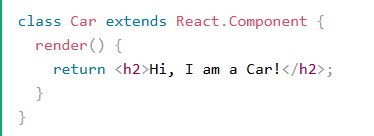 class Car extends React.Component {
  render() {
    return <h2>Hi, I am a Car!</h2>;
  }
}